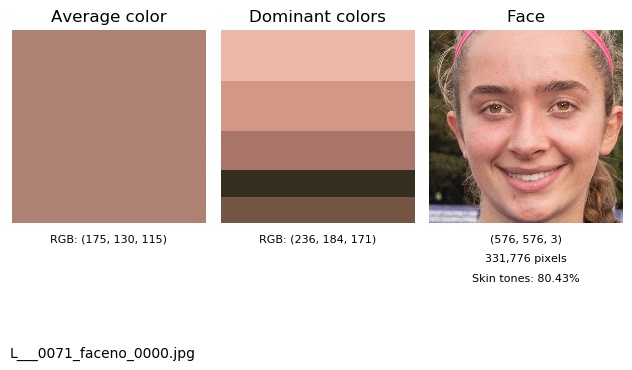 Average color
Dominant colors
Face
RGB: (175, 130, 115)
RGB: (236, 184, 171)
(576, 576, 3)
331,776 pixels
Skin tones: 80.43%
L___0071_faceno_0000.jpg